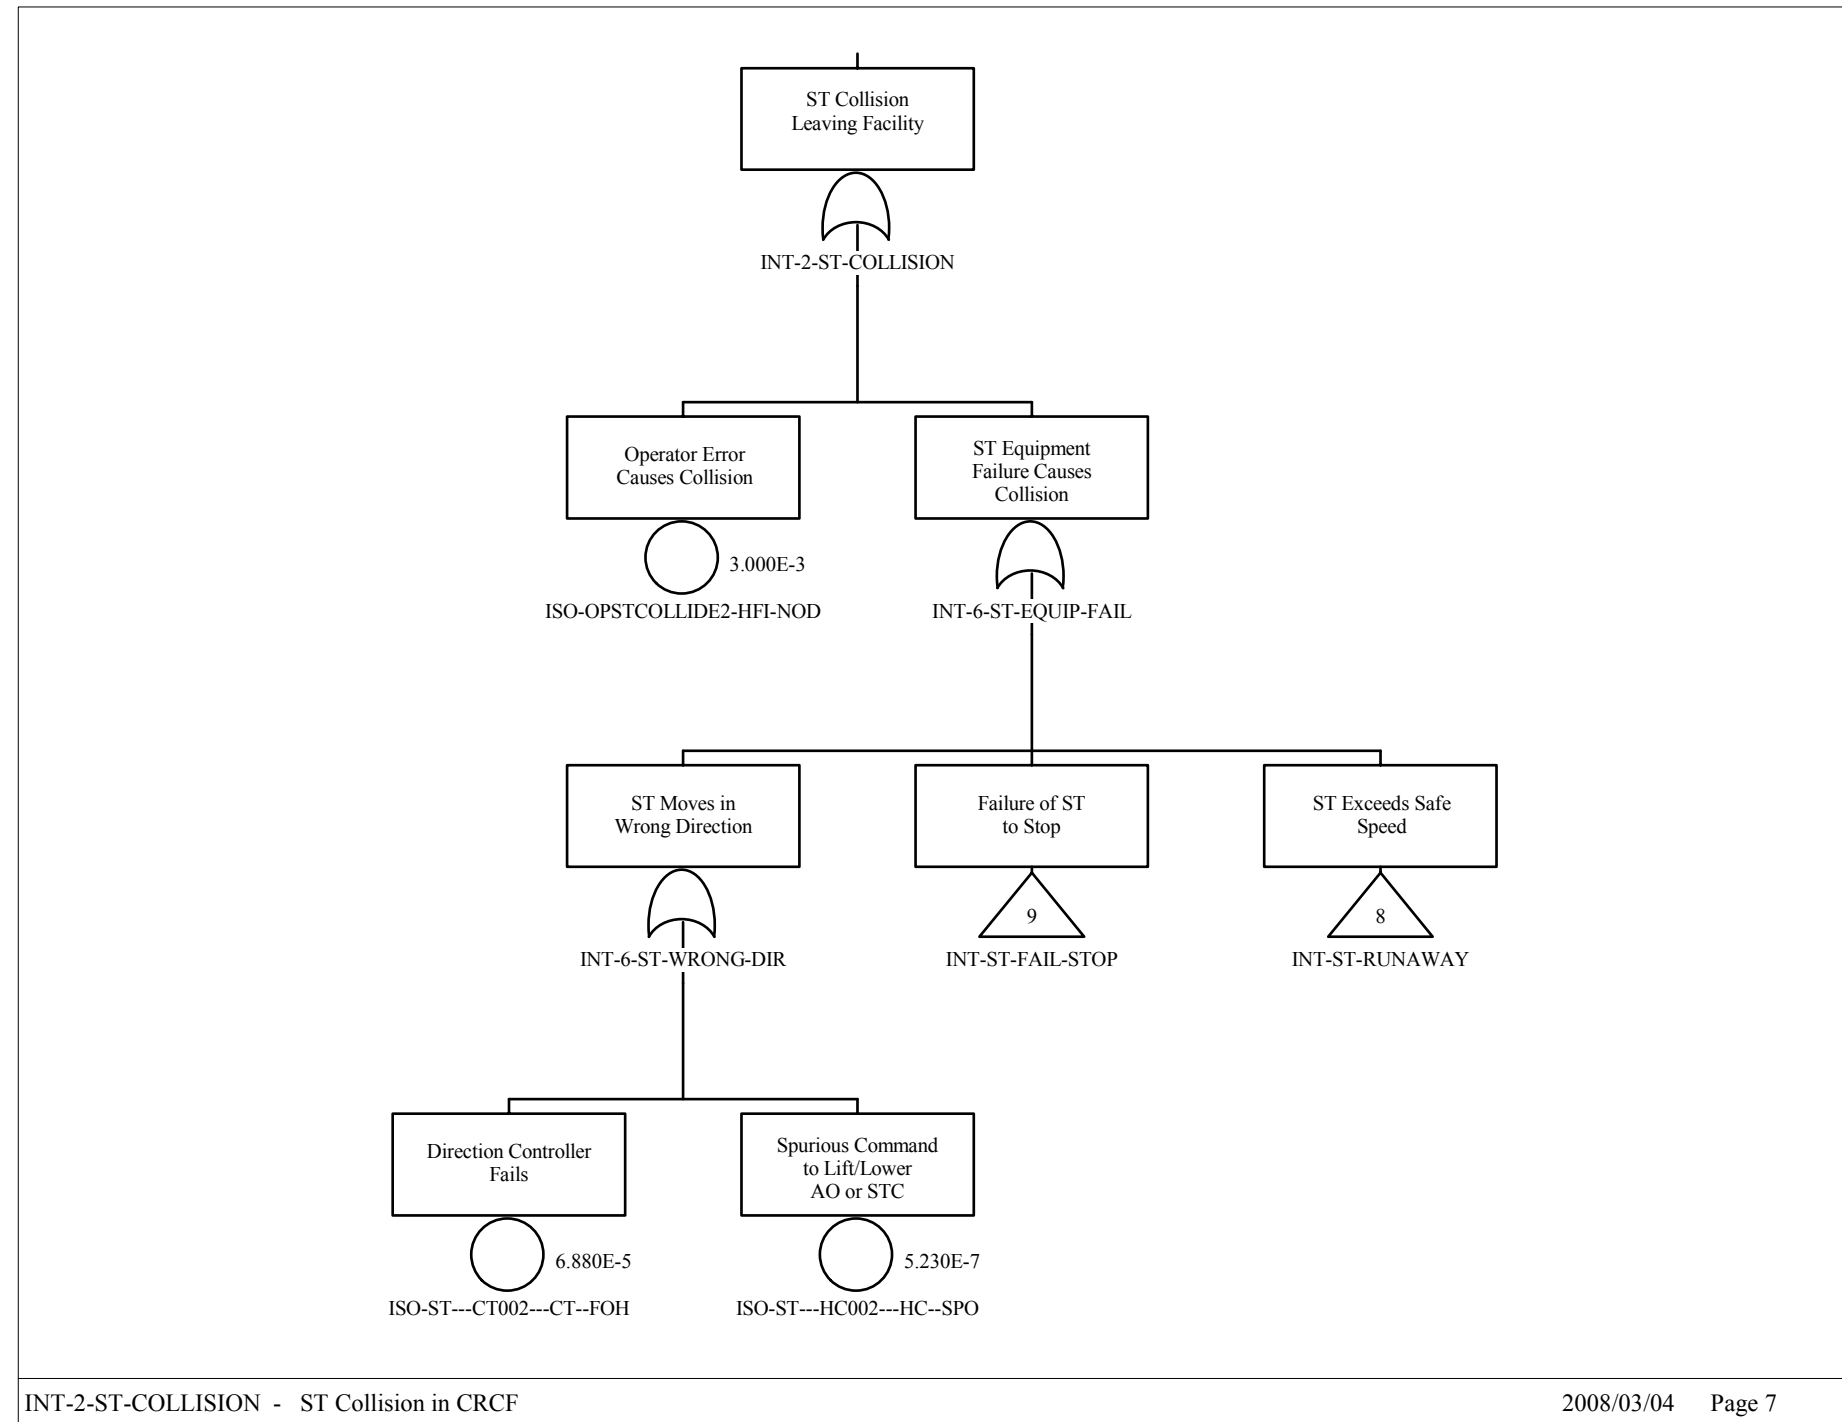 ST Collision
Leaving Facility
INT-2-ST-COLLISION
Operator Error
Causes Collision
3.000E-3
ISO-OPSTCOLLIDE2-HFI-NOD
ST Equipment
Failure Causes
Collision
INT-6-ST-EQUIP-FAIL
ST Moves in
Wrong Direction
INT-6-ST-WRONG-DIR
Failure of ST
to Stop
9
INT-ST-FAIL-STOP
ST Exceeds Safe
Speed
8
INT-ST-RUNAWAY
Direction Controller
Fails
6.880E-5
ISO-ST---CT002---CT--FOH
Spurious Command
to Lift/Lower
AO or STC
5.230E-7
ISO-ST---HC002---HC--SPO
INT-2-ST-COLLISION - ST Collision in CRCF
2008/03/04 Page 7